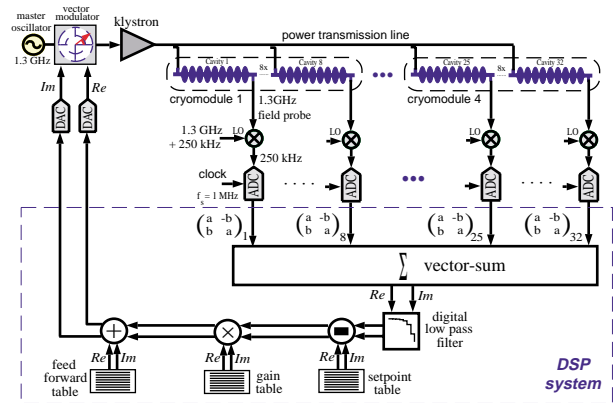 master oscillator
1.3 GHz
vector modulator
klystron
power transmission line
Cavity 1
8x
Cavity 8
Cavity 25
8x
Cavity 32
cryomodule 1
cryomodule 4
Im
Re
DAC
DAC
1.3GHz field probe
1.3 GHz + 250 kHz
LO
LO
LO
LO
250 kHz
clock
f s = 1 MHz
ADC
ADC
ADC
ADC
(a -b b a) 1
(a -b b a) 8
(a -b b a) 25
(a -b b a) 32
Σ vector-sum
Re
Im
digital low pass filter
+
×
Re
Im
Re
Im
Re
Im
feed forward table
gain table
setpoint table
DSP system